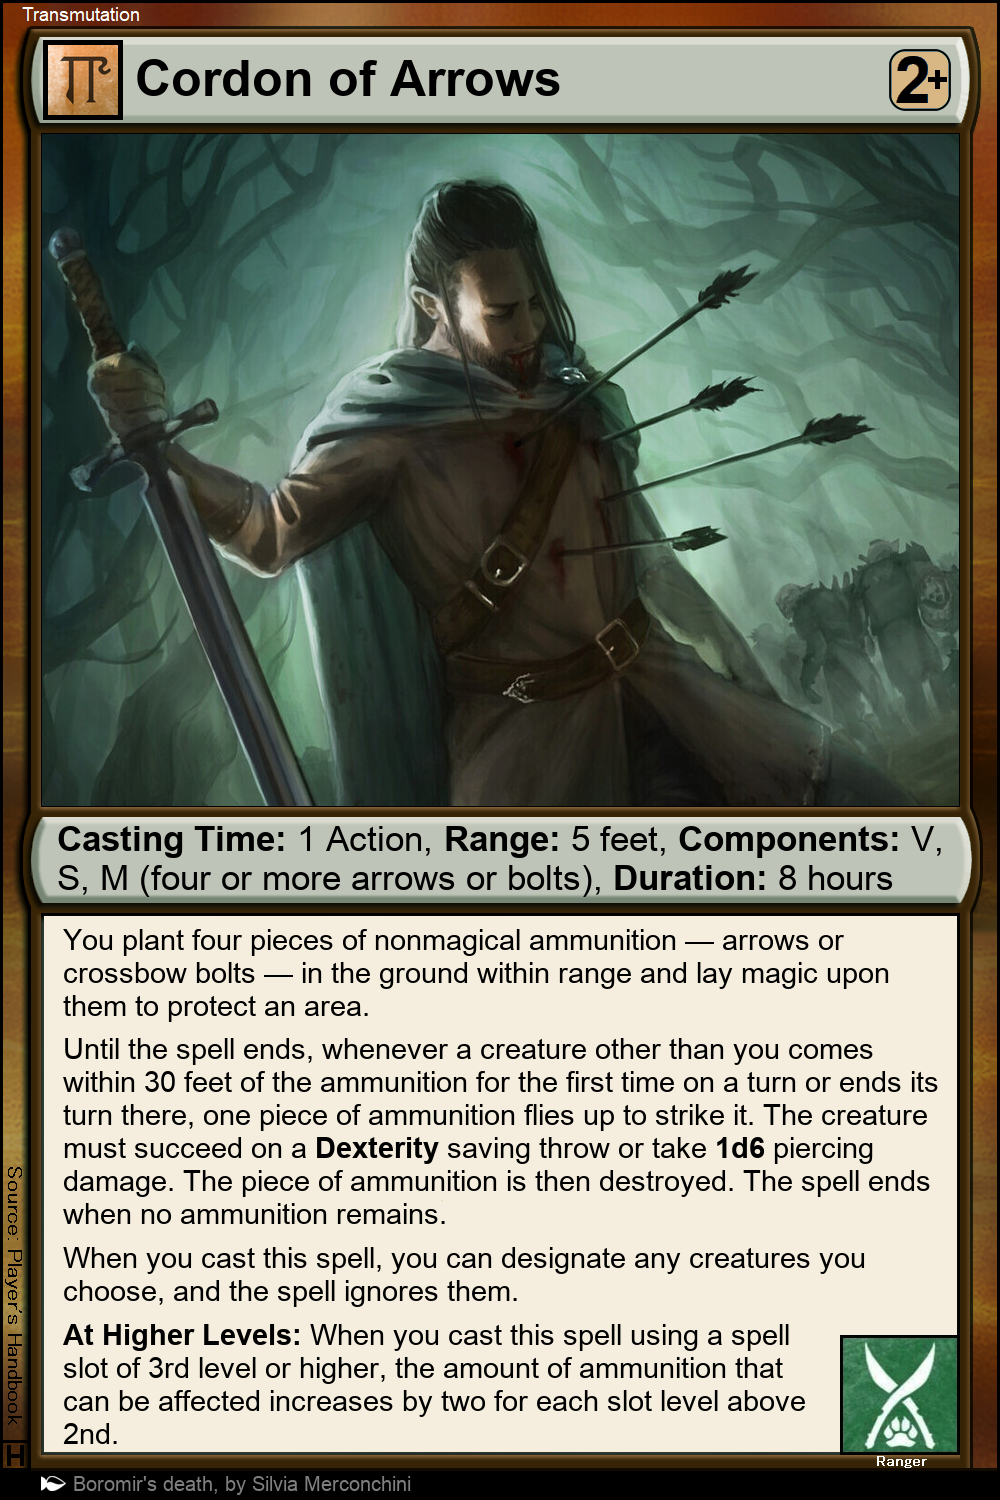 Transmutation
Cordon of Arrows
2+
Casting Time: 1 Action, Range: 5 feet, Components: V,
S, M (four or more arrows or bolts), Duration: 8 hours
You plant four pieces of nonmagical ammunition — arrows or
crossbow bolts — in the ground within range and lay magic upon
them to protect an area.
Until the spell ends, whenever a creature other than you comes
within 30 feet of the ammunition for the first time on a turn or ends its
turn there, one piece of ammunition flies up to strike it. The creature
must succeed on a Dexterity saving throw or take 1d6 piercing
damage. The piece of ammunition is then destroyed. The spell ends
when no ammunition remains.
When you cast this spell, you can designate any creatures you
choose, and the spell ignores them.
At Higher Levels: When you cast this spell using a spell
slot of 3rd level or higher, the amount of ammunition that
can be affected increases by two for each slot level above
2nd.
Source: Player's Handbook
H
Ranger
Boromir's death, by Silvia Merconchini